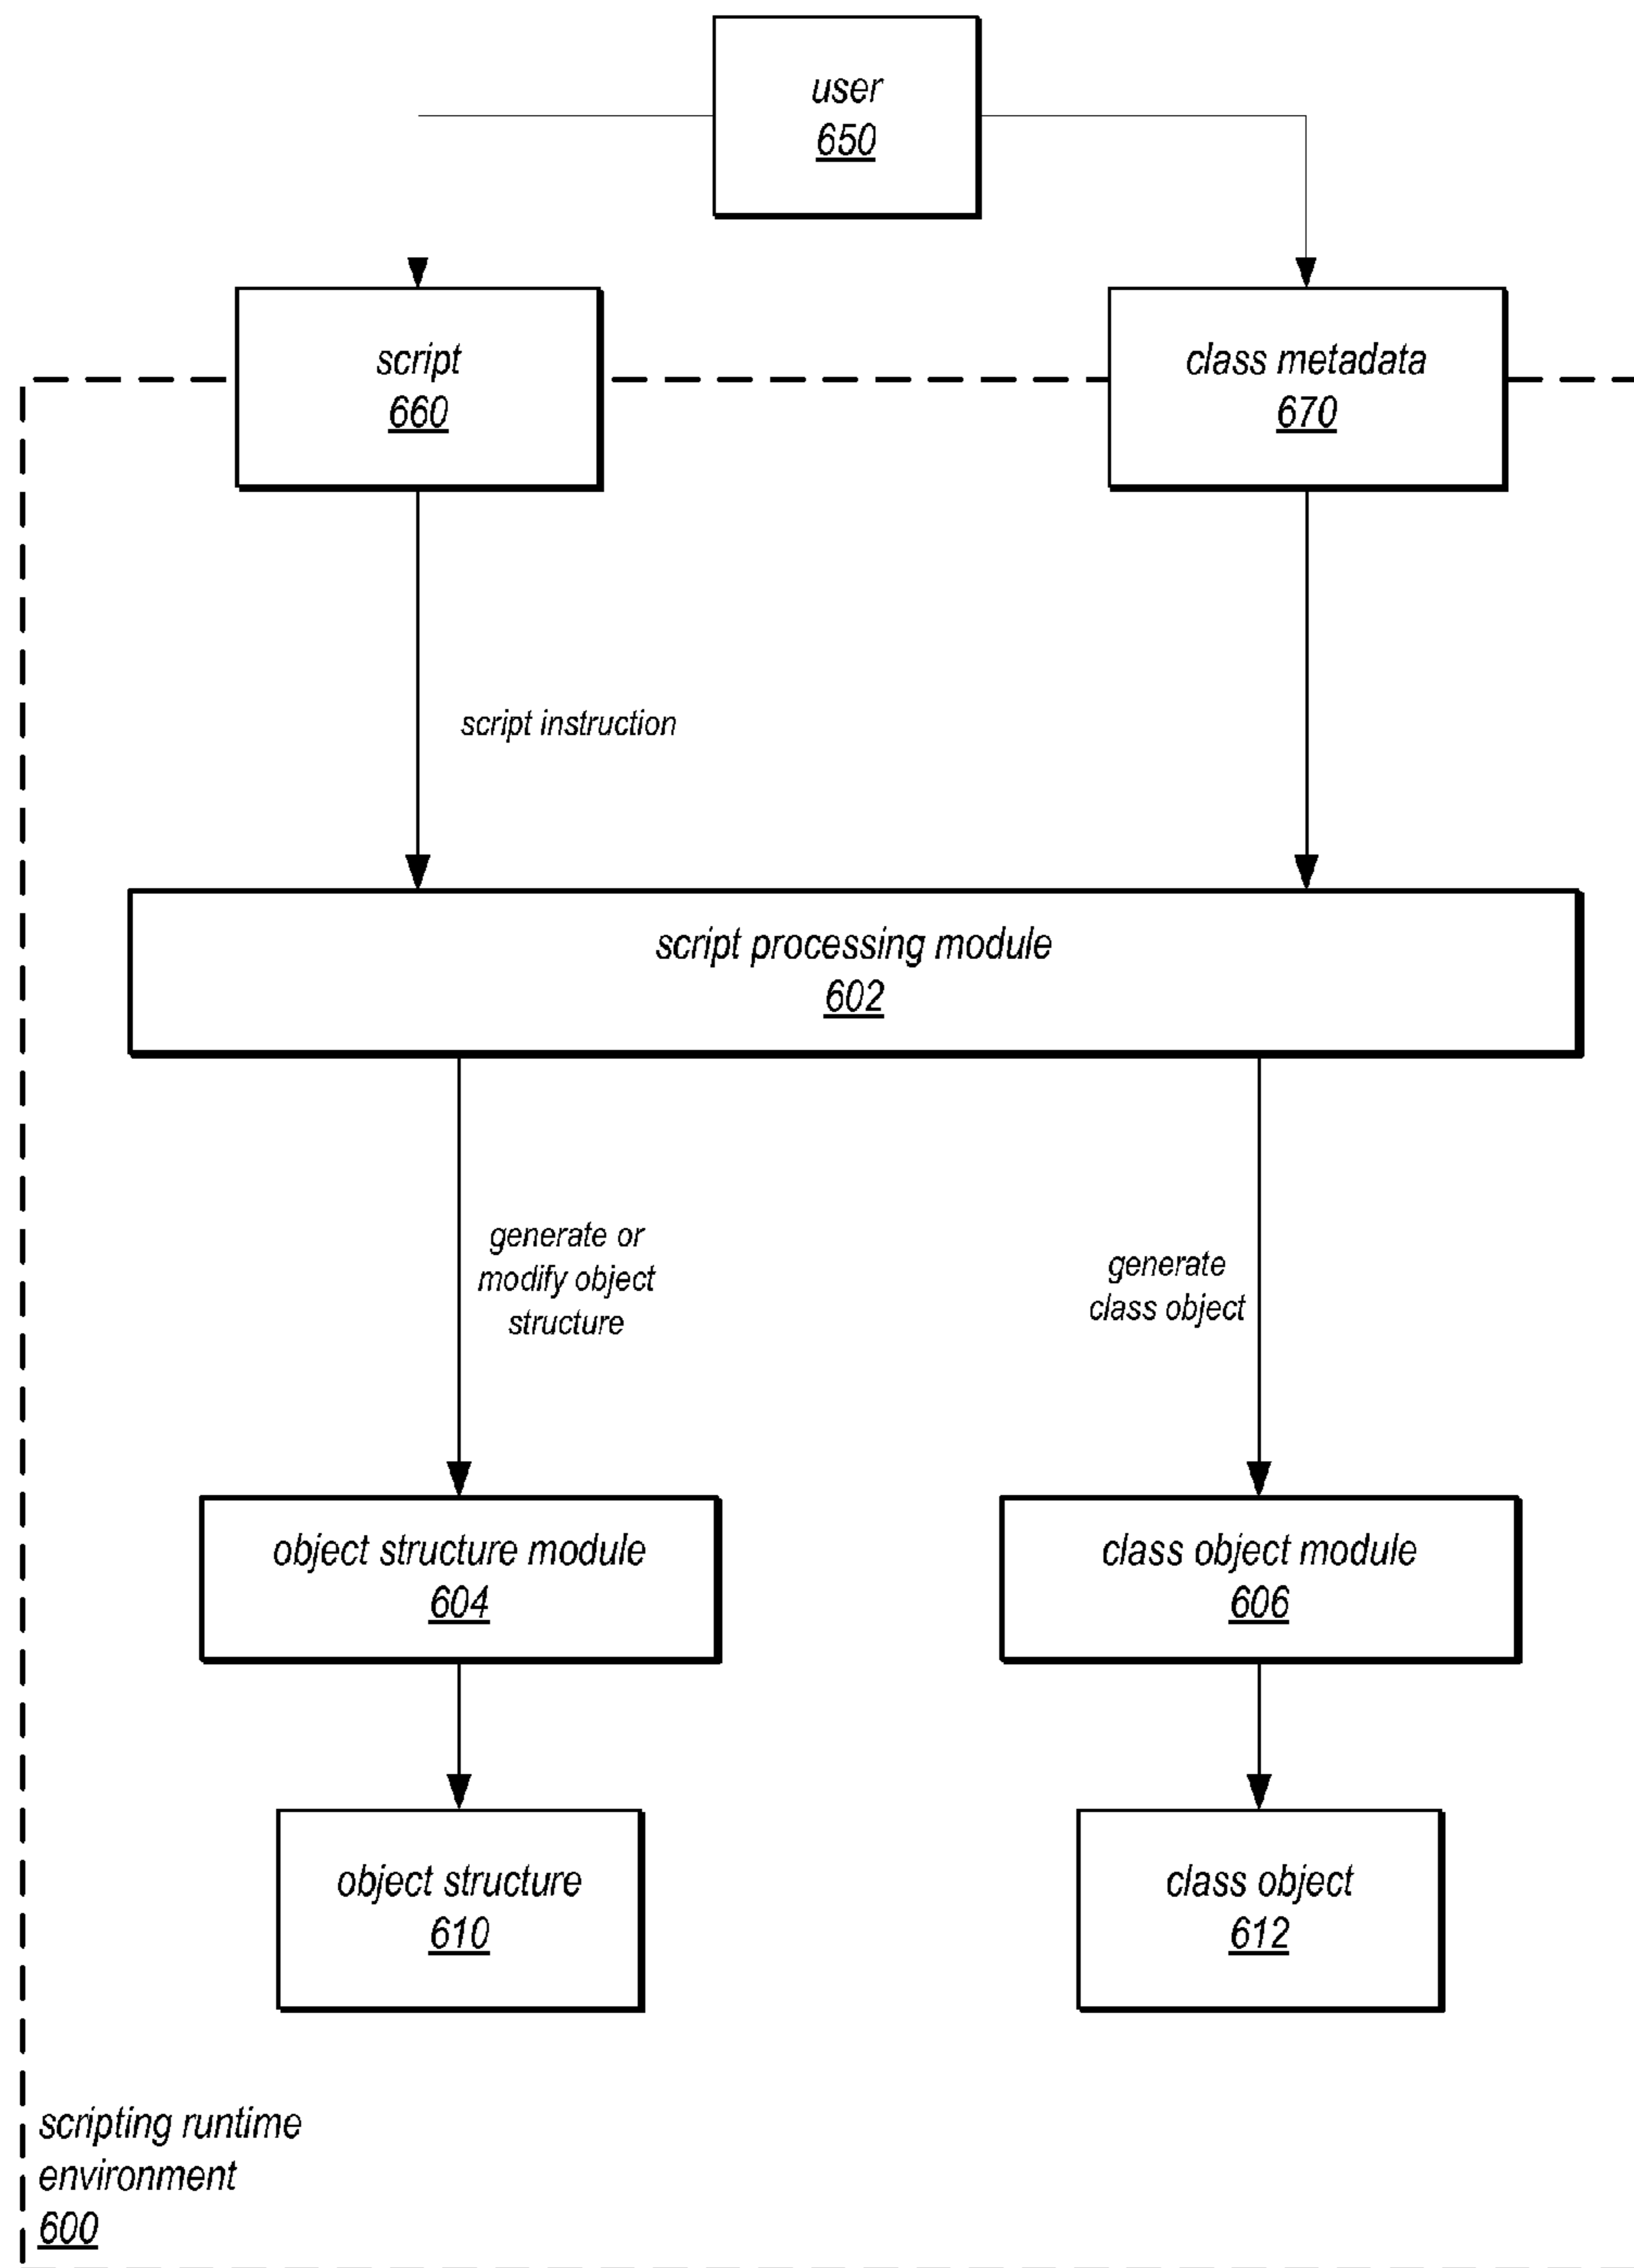 user
650
script
660
class metadata
670
script instruction
script processing module
602
generate or
modify object
structure
generate
class object
object structure module
604
class object module
606
object structure
610
class object
612
scripting runtime
environment
600